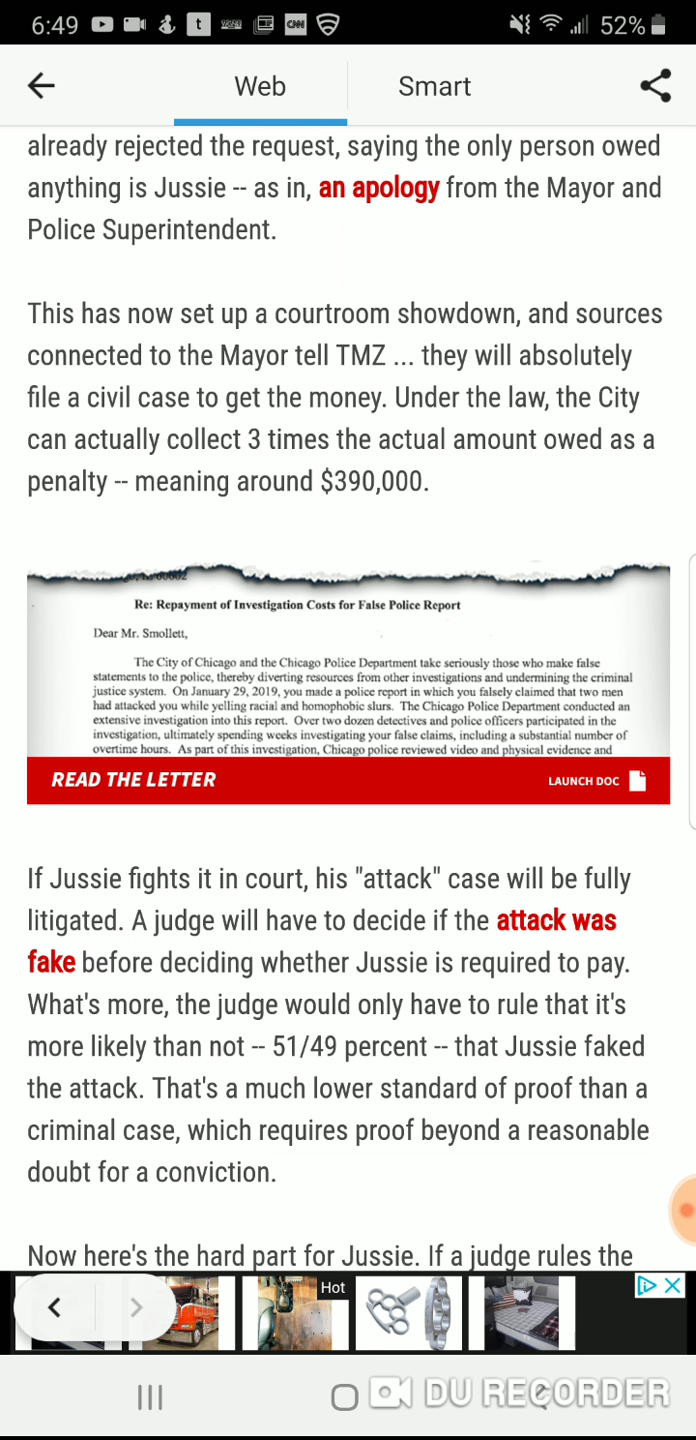 6:49
t
CNN
52%
Web
Smart
already rejected the request, saying the only person owed
anything is Jussie -- as in, an apology from the Mayor and
Police Superintendent.
This has now set up a courtroom showdown, and sources
connected to the Mayor tell TMZ ... they will absolutely
file a civil case to get the money. Under the law, the City
can actually collect 3 times the actual amount owed as a
penalty -- meaning around $390,000.
Re: Repayment of Investigation Costs for False Police Report
Dear Mr. Smollett,
The City of Chicago and the Chicago Police Department take seriously those who make false
statements to the police, thereby diverting resources from other investigations and undermining the criminal
justice system. On January 29, 2019, you made a police report in which you falsely claimed that two men
had attacked you while yelling racial and homophobic slurs. The Chicago Police Department conducted an
extensive investigation into this report. Over two dozen detectives and police officers participated in the
investigation, ultimately spending weeks investigating your false claims, including a substantial number of
overtime hours. As part of this investigation, Chicago police reviewed video and physical evidence and
READ THE LETTER
LAUNCH DOC
If Jussie fights it in court, his "attack" case will be fully
litigated. A judge will have to decide if the attack was
fake before deciding whether Jussie is required to pay.
What's more, the judge would only have to rule that it's
more likely than not -- 51/49 percent -- that Jussie faked
the attack. That's a much lower standard of proof than a
criminal case, which requires proof beyond a reasonable
doubt for a conviction.
Now here's the hard part for Jussie. If a judge rules the
Hot
DU RECORDER